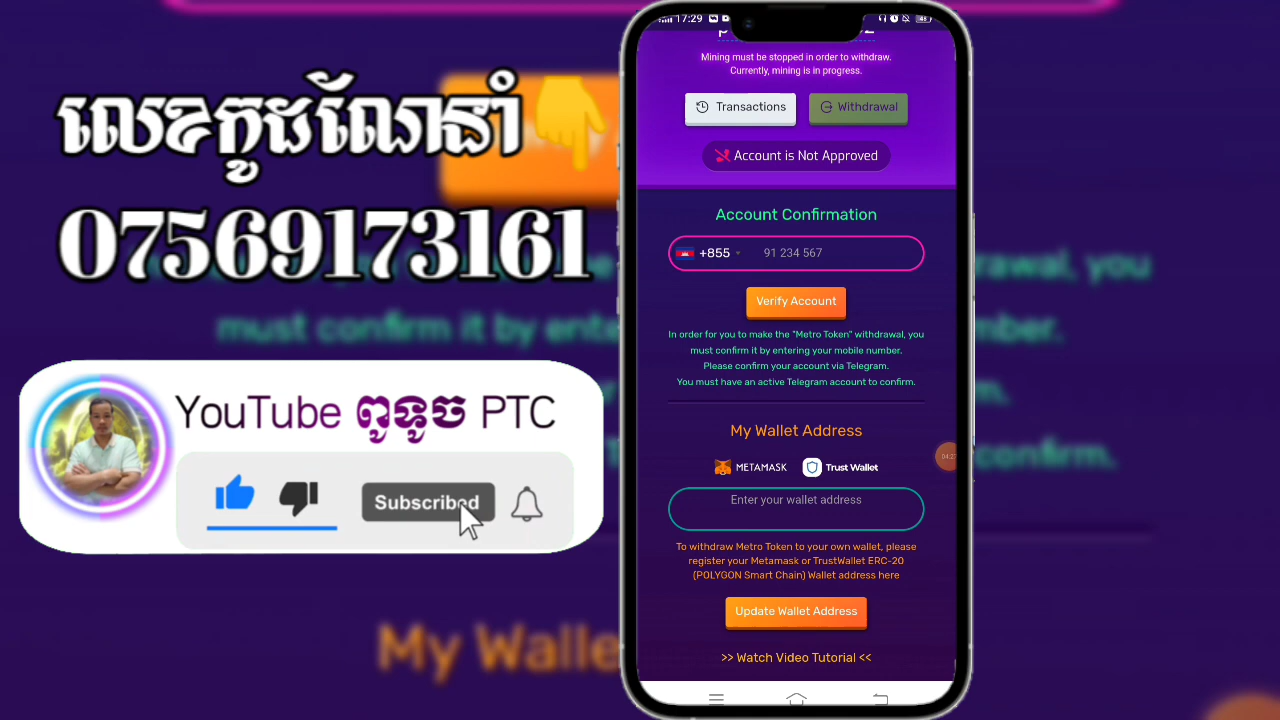 លេខកូដណែនាំ
07569173161
YouTube ពូទូច PTC
Subscribed
17:29
Mining must be stopped in order to withdraw.
Currently, mining is in progress.
Transactions
Withdrawal
Account is Not Approved
Account Confirmation
+855
91 234 567
Verify Account
In order for you to make the "Metro Token" withdrawal, you
must confirm it by entering your mobile number.
Please confirm your account via Telegram.
You must have an active Telegram account to confirm.
My Wallet Address
METAMASK
Trust Wallet
Enter your wallet address
To withdraw Metro Token to your own wallet, please
register your Metamask or TrustWallet ERC-20
(POLYGON Smart Chain) Wallet address here
Update Wallet Address
>> Watch Video Tutorial <<